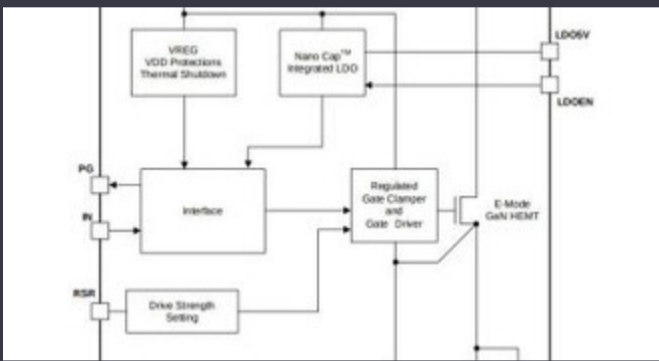 VREG
VDD Protections
Thermal Shutdown
Nano Cap™
Integrated LDO
LDO5V
LDOEN
PG
IN
Interface
Regulated
Gate Clamper
and
Gate Driver
E-Mode
GaN HEMT
RSR
Drive Strength
Setting